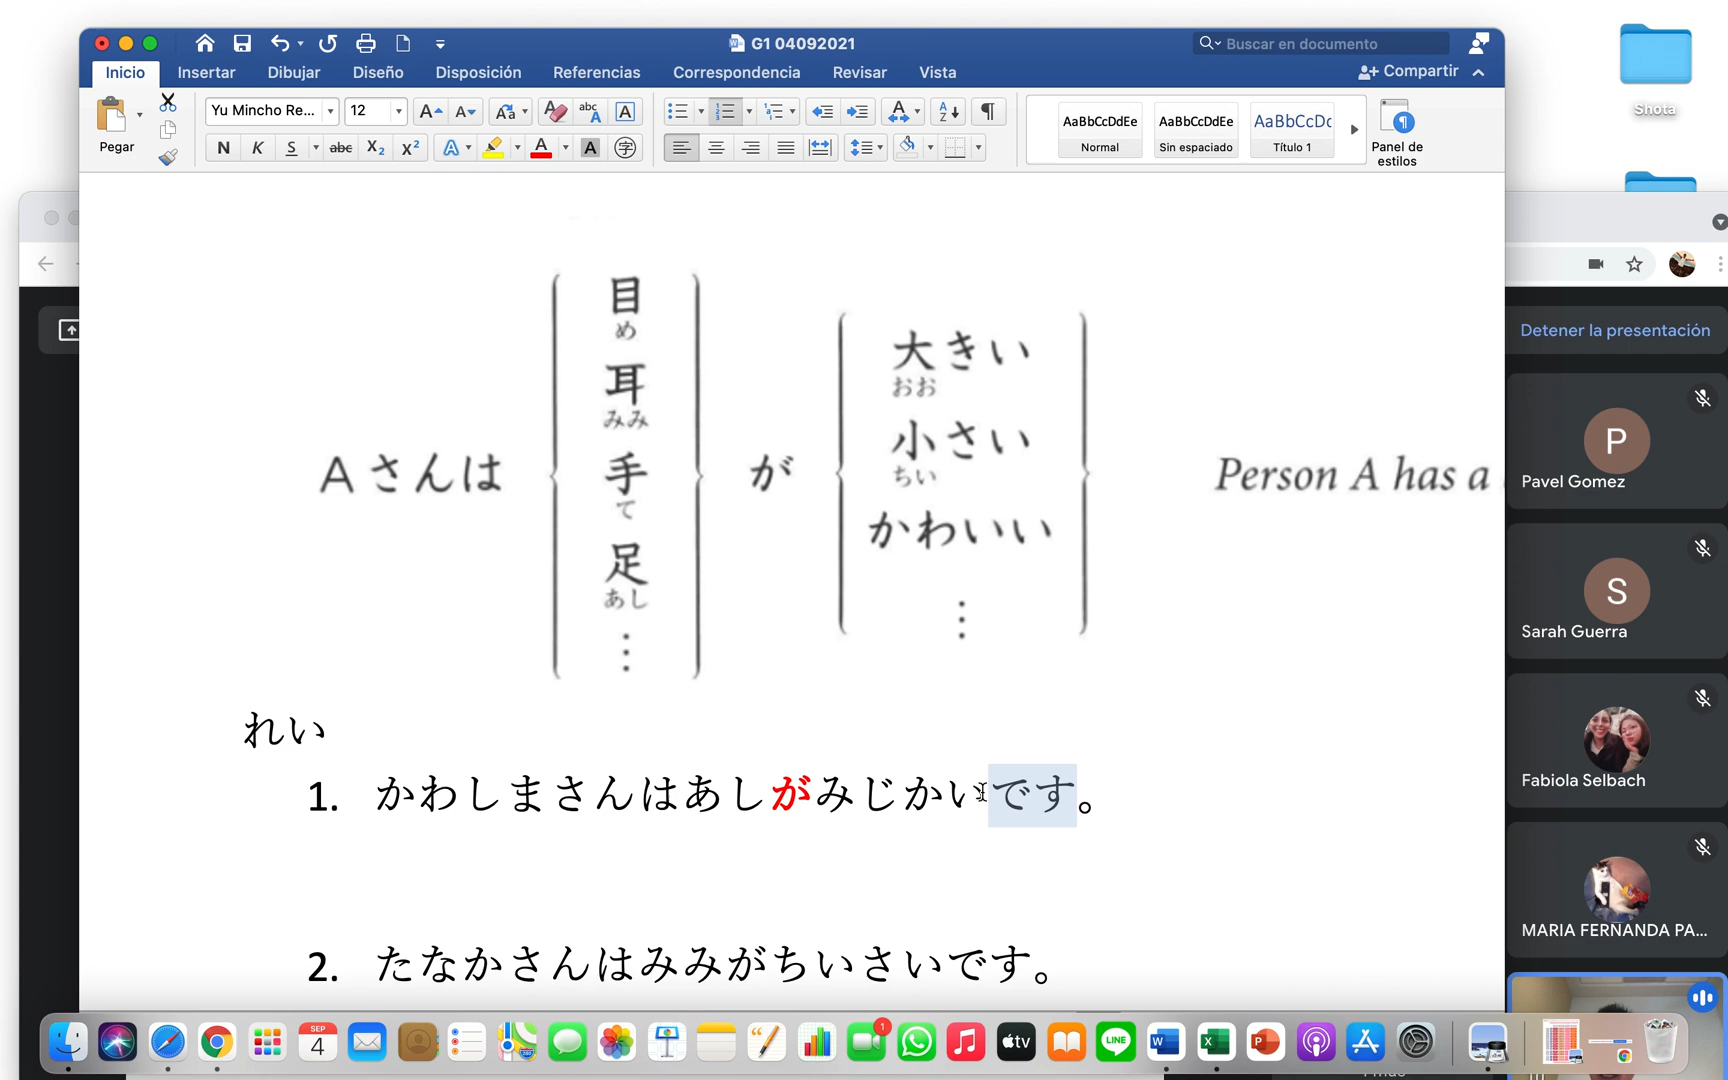 G1 04092021
Buscar en documento
Inicio Insertar Dibujar Diseño Disposición Referencias Correspondencia Revisar Vista Compartir
Shota
Pegar
Yu Mincho Re... 12
AaBbCcDdEe AaBbCcDdEe AaBbCcDc
Normal Sin espaciado Título 1
Panel de estilos
目
め
耳
みみ
手
て
足
あし
⋮
Aさんは
が
大きい
おお
小さい
ちい
かわいい
⋮
Person A has a
れい
1. かわしまさんはあしがみじかいです。
2. たなかさんはみみがちいさいです。
Detener la presentación
Pavel Gomez
Sarah Guerra
Fabiola Selbach
MARIA FERNANDA PA...
P
S
SEP
4
1
tv
LINE